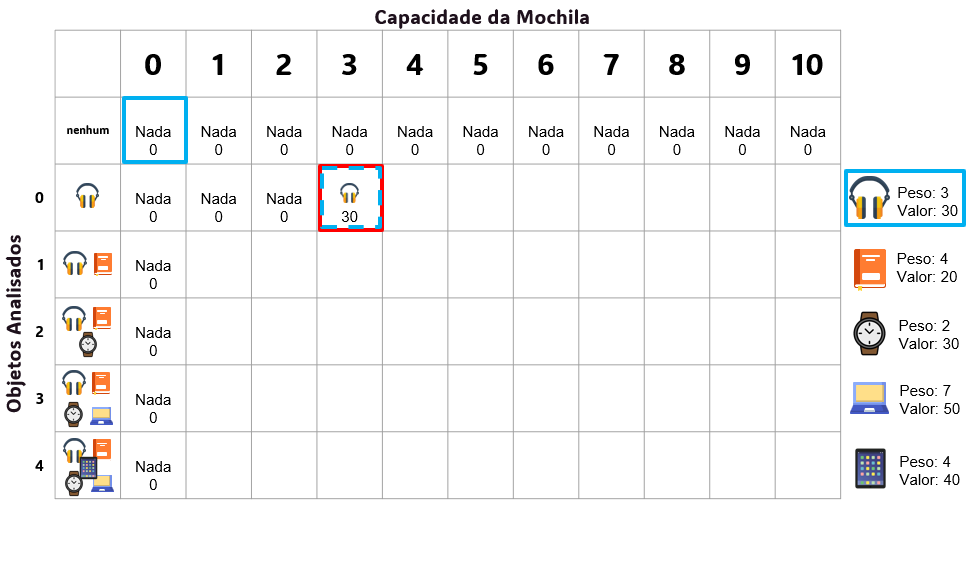 Capacidade da Mochila
0 1 2 3 4 5 6 7 8 9 10
nenhum Nada Nada Nada Nada Nada Nada Nada Nada Nada Nada Nada
0 0 0 0 0 0 0 0 0 0 0
0 Nada Nada Nada
0 0 0 30
Peso: 3
Valor: 30
Objetos Analisados
1 Nada
0
Peso: 4
Valor: 20
2 Nada
0
Peso: 2
Valor: 30
3 Nada
0
Peso: 7
Valor: 50
4 Nada
0
Peso: 4
Valor: 40